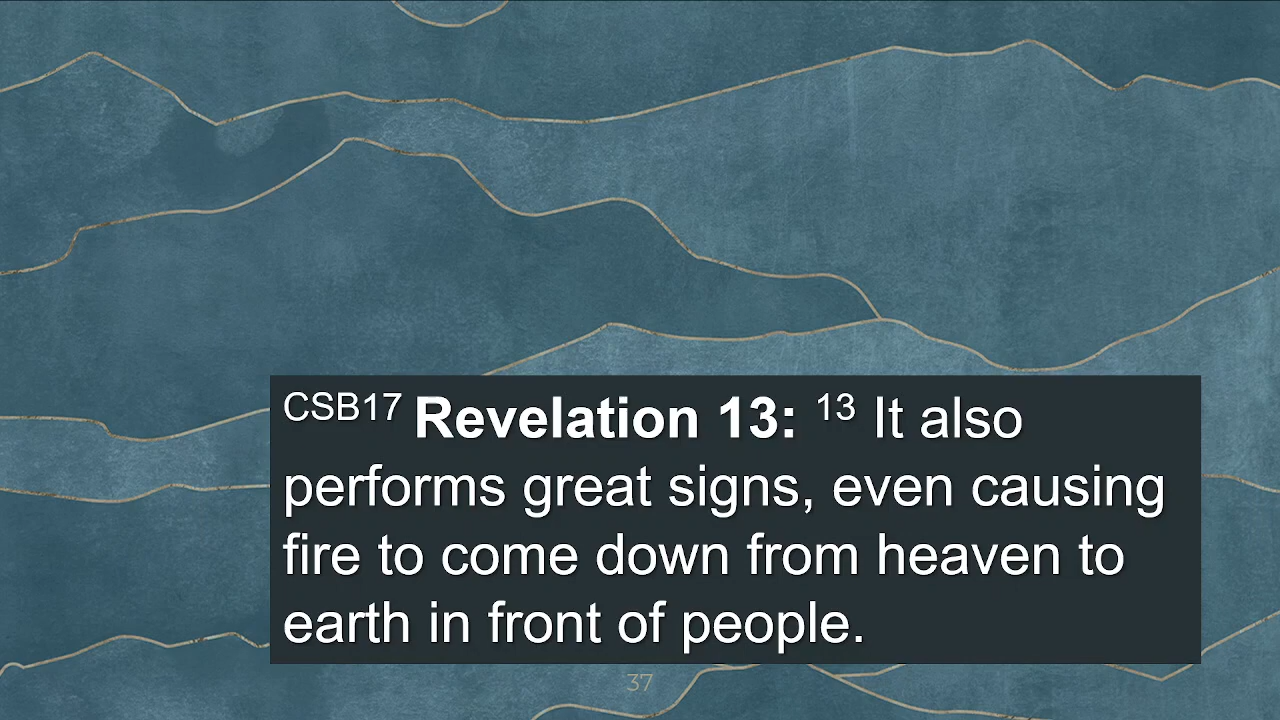 CSB17 Revelation 13: 13 It also
performs great signs, even causing
fire to come down from heaven to
earth in front of people.
37